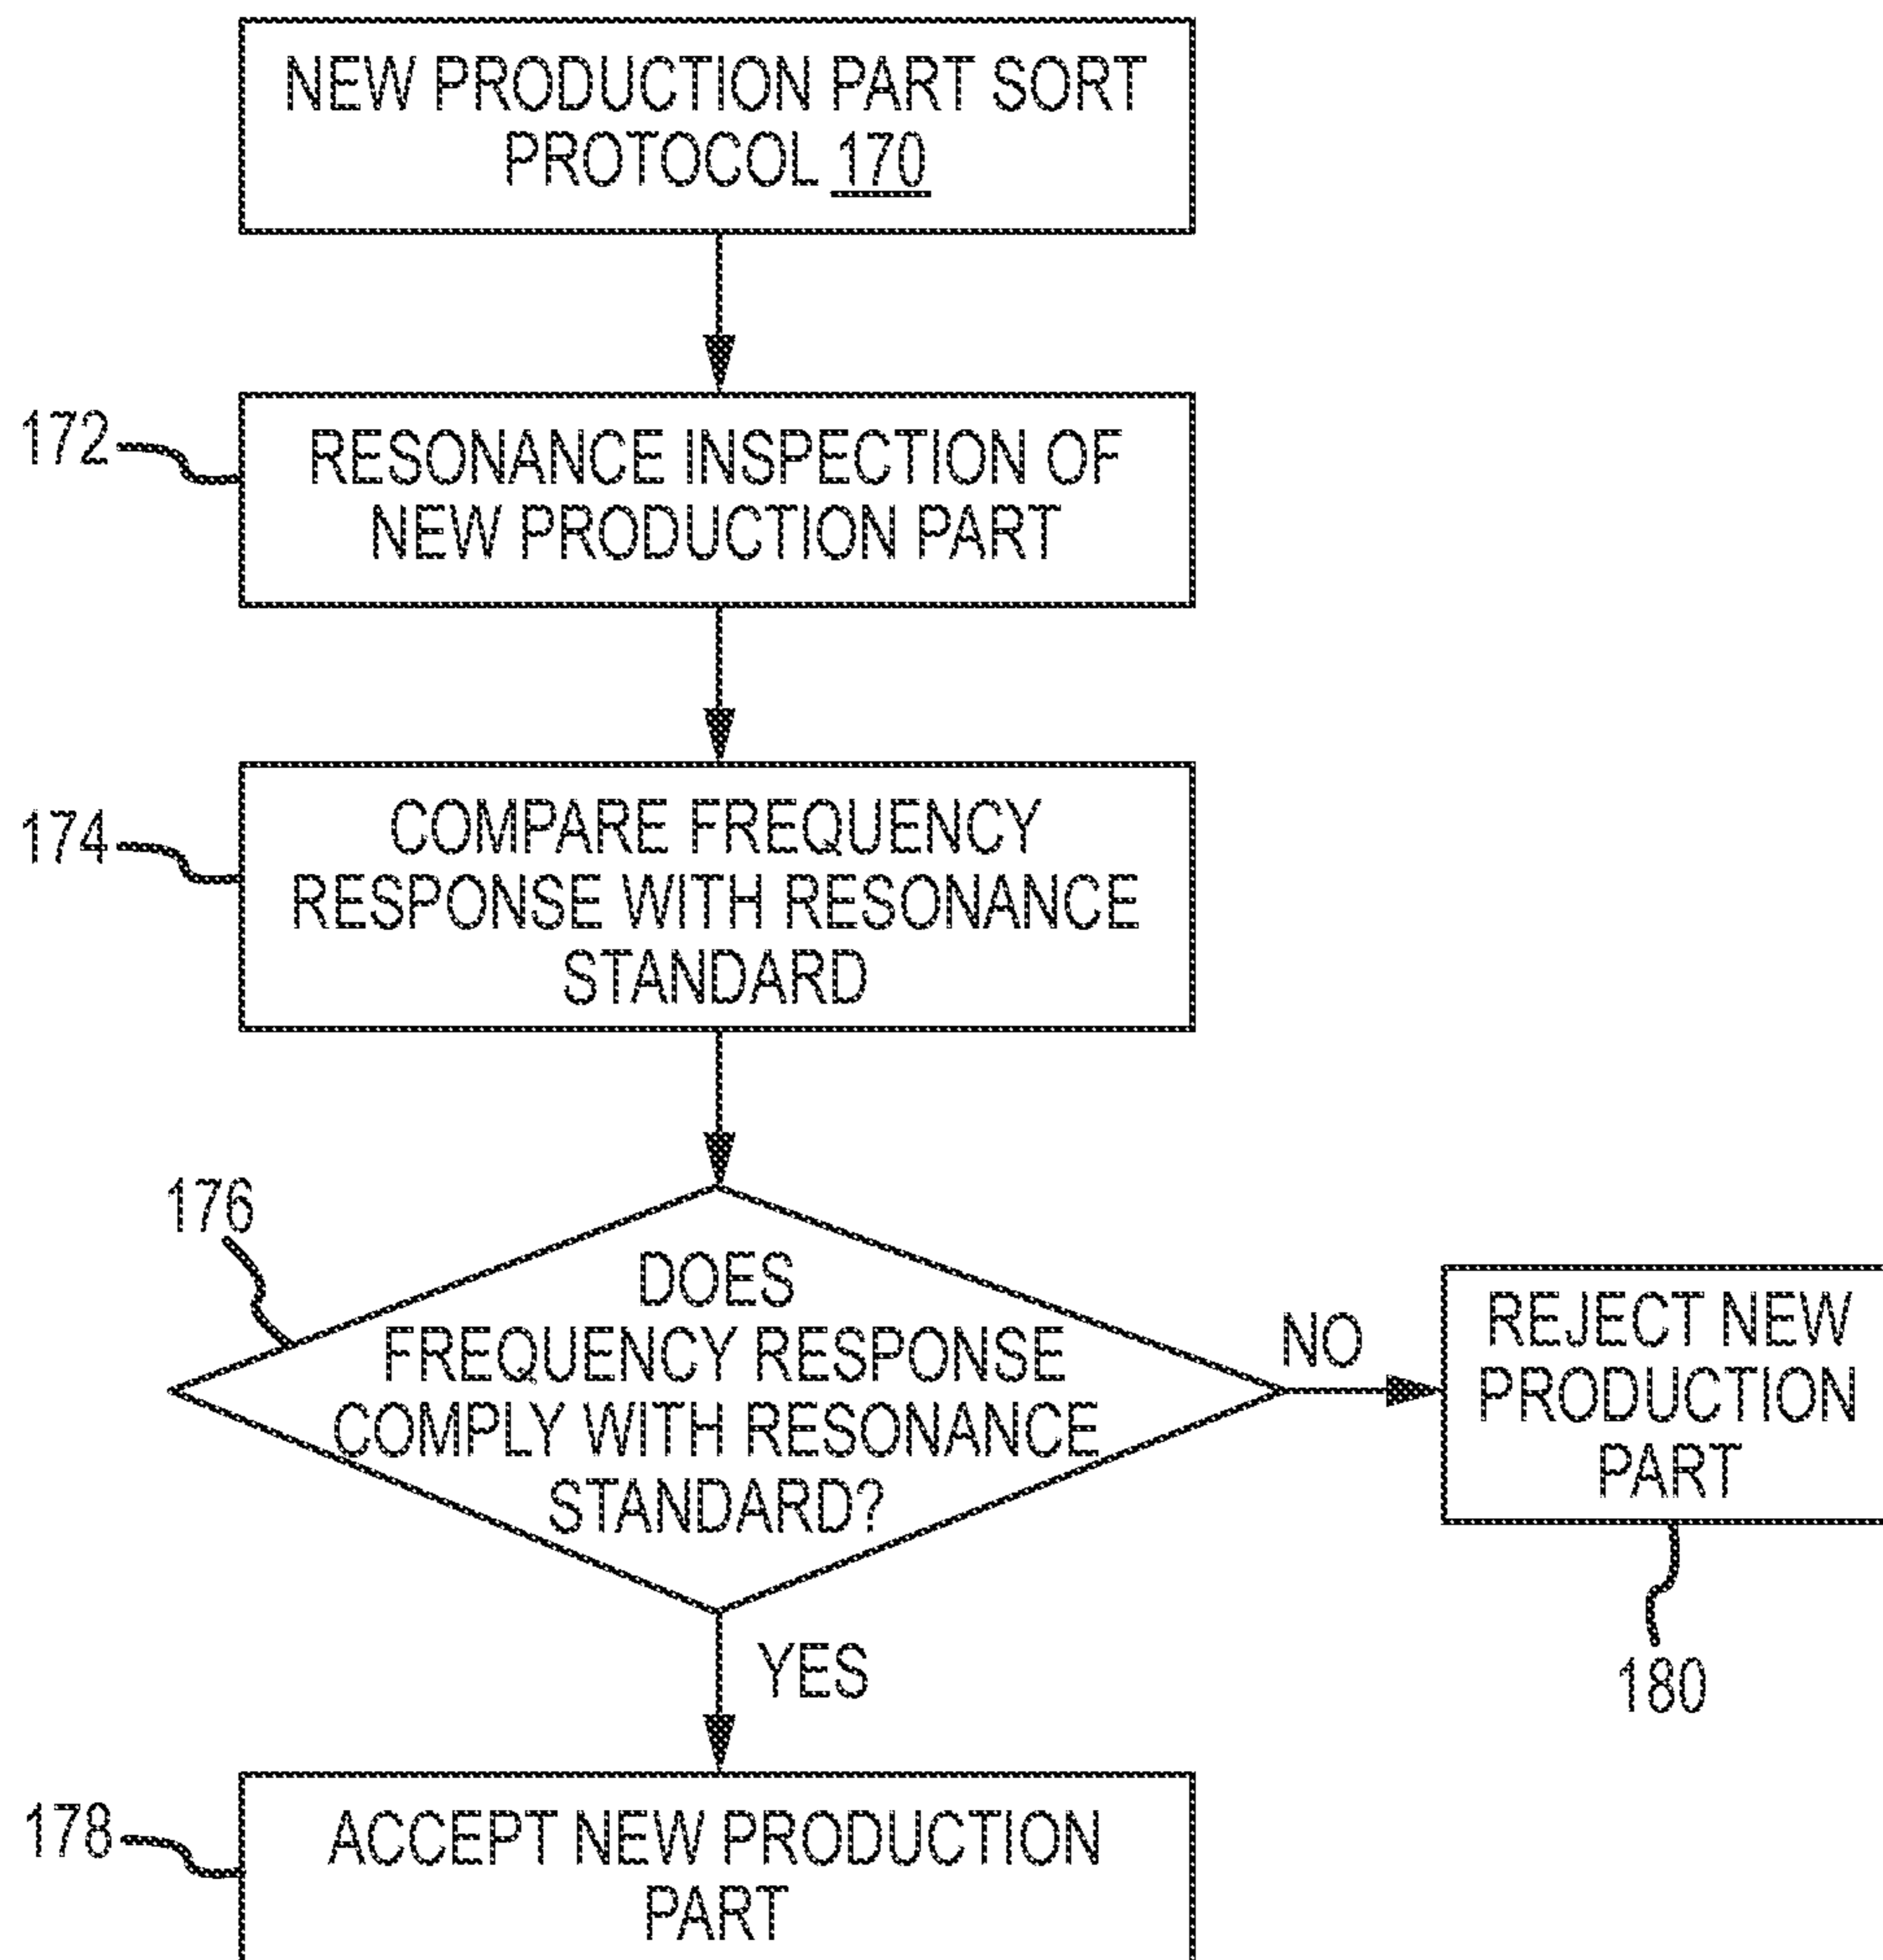 NEW PRODUCTION PART SORT
PROTOCOL 170
172
RESONANCE INSPECTION OF
NEW PRODUCTION PART
174
COMPARE FREQUENCY
RESPONSE WITH RESONANCE
STANDARD
176
DOES
FREQUENCY RESPONSE
COMPLY WITH RESONANCE
STANDARD?
NO
REJECT NEW
PRODUCTION
PART
180
YES
178
ACCEPT NEW PRODUCTION
PART